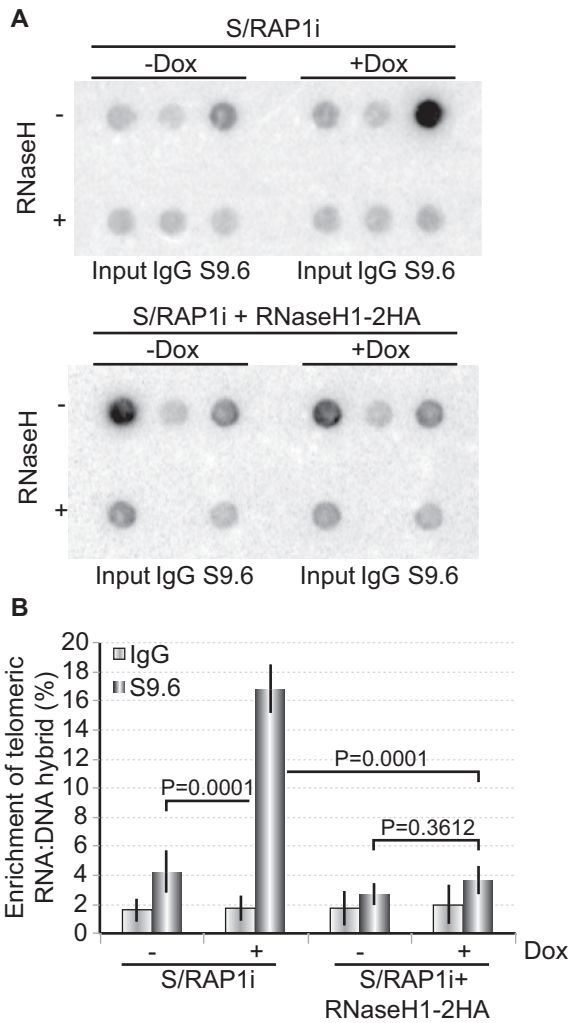 A
S/RAP1i
-Dox +Dox
RNaseH
-
+
Input IgG S9.6 Input IgG S9.6
S/RAP1i + RNaseH1-2HA
-Dox +Dox
RNaseH
-
+
Input IgG S9.6 Input IgG S9.6
B
Enrichment of telomeric
RNA:DNA hybrid (%)
20
18
16
14
12
10
8
6
4
2
0
IgG
S9.6
P=0.0001
P=0.0001
P=0.3612
- + - + Dox
S/RAP1i S/RAP1i+
RNaseH1-2HA